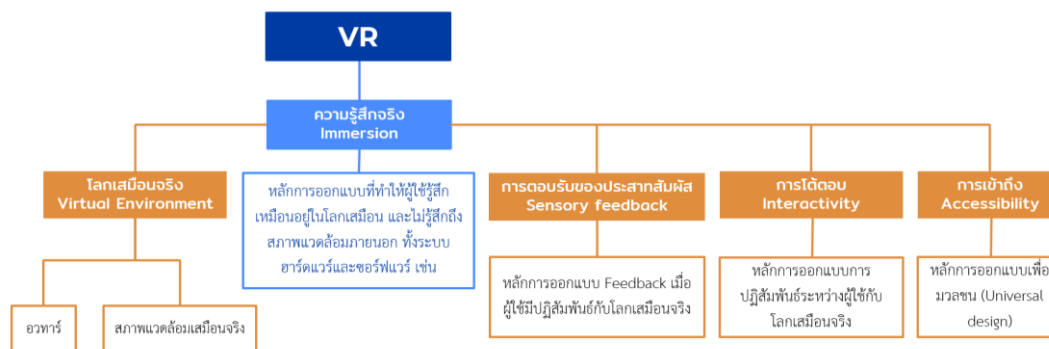 VR
ความรู้สึกจริง
Immersion
โลกเสมือนจริง
Virtual Environment
หลักการออกแบบที่ทำให้ผู้ใช้รู้สึก
เหมือนอยู่ในโลกเสมือน และไม่รู้สึกถึง
สภาพแวดล้อมภายนอก ทั้งระบบ
ฮาร์ดแวร์และซอร์ฟแวร์ เช่น
การตอบรับของประสาทสัมผัส
Sensory feedback
การโต้ตอบ
Interactivity
การเข้าถึง
Accessibility
หลักการออกแบบ Feedback เมื่อ
ผู้ใช้มีปฏิสัมพันธ์กับโลกเสมือนจริง
หลักการออกแบบการ
ปฏิสัมพันธ์ระหว่างผู้ใช้กับ
โลกเสมือนจริง
หลักการออกแบบเพื่อ
มวลชน (Universal
design)
อวทาร์
สภาพแวดล้อมเสมือนจริง